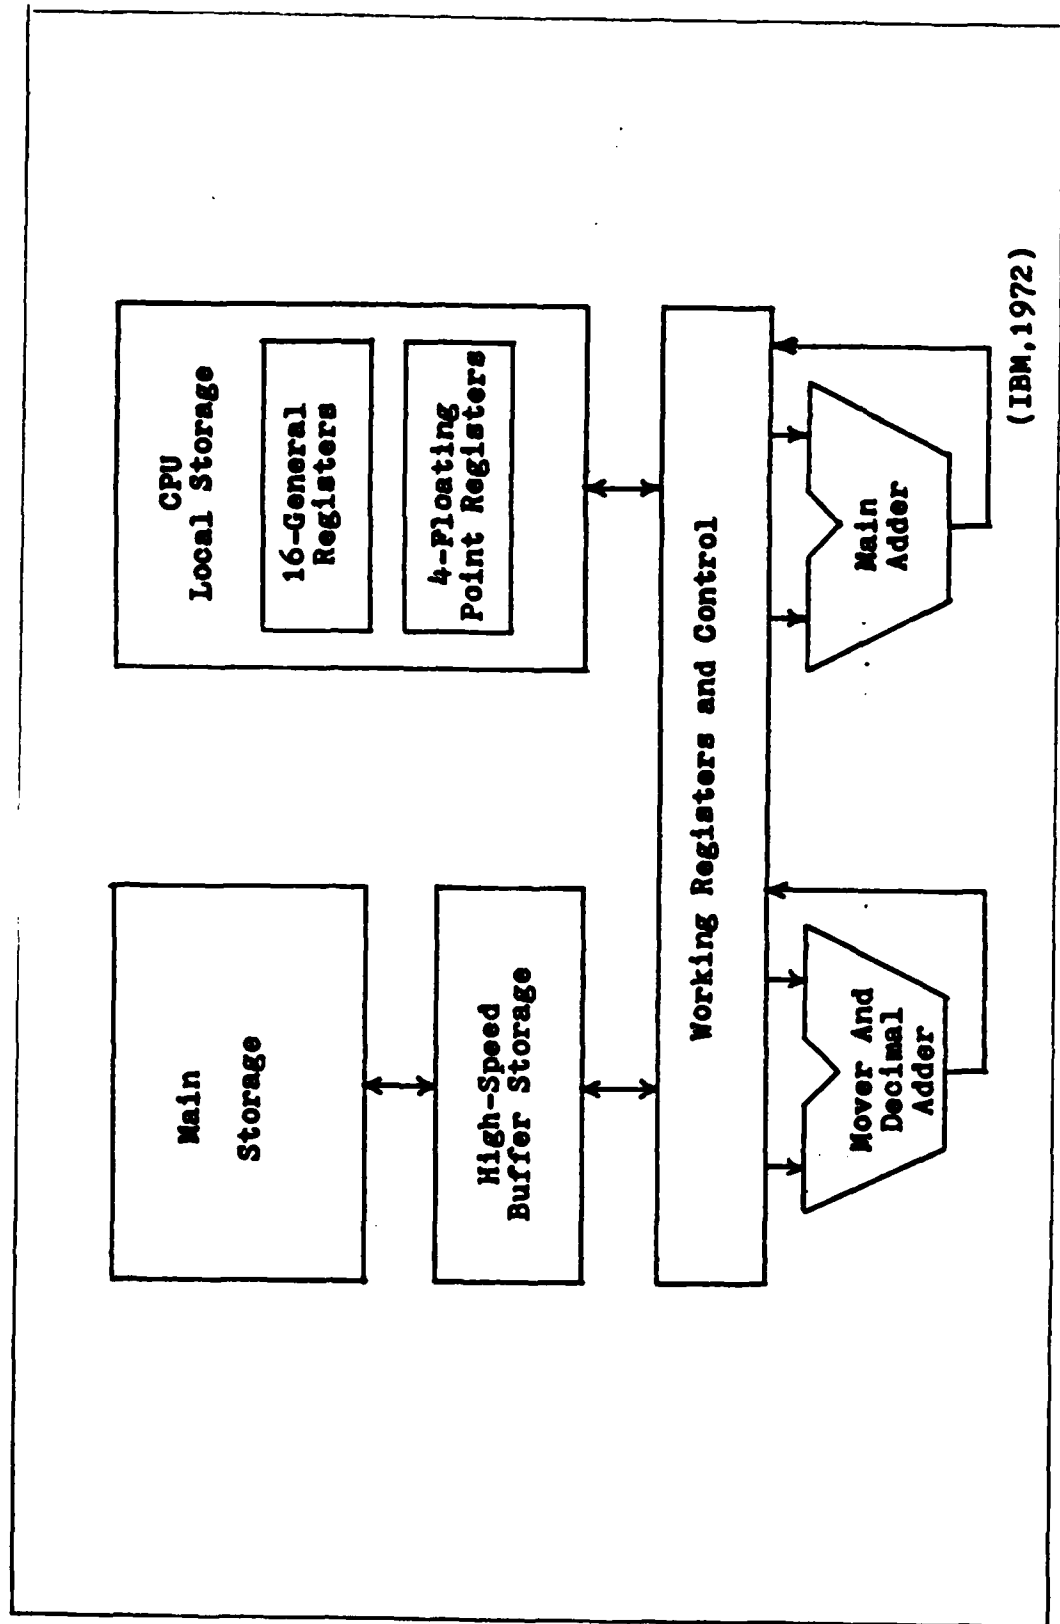 Main
Storage
High-Speed
Buffer Storage
CPU
Local Storage
16-General
Registers
4-Floating
Point Registers
Working Registers and Control
Mover And
Decimal
Adder
Main
Adder
(IBM,1972)